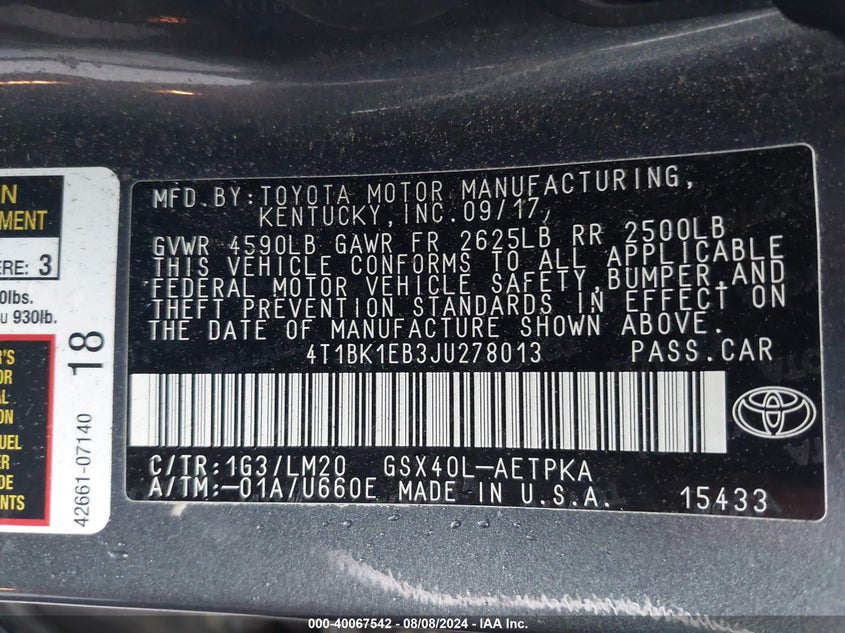 MFD. BY: TOYOTA MOTOR MANUFACTURING,
KENTUCKY, INC. 09/17,
GVWR 4590LB GAWR FR 2625LB RR 2500LB
THIS VEHICLE CONFORMS TO ALL APPLICABLE
FEDERAL MOTOR VEHICLE SAFETY, BUMPER, AND
THEFT PREVENTION STANDARDS IN EFFECT ON
THE DATE OF MANUFACTURE SHOWN ABOVE.
4T1BK1EB3JU278013 PASS.CAR
C/TR:1G3/LM20 GSX40L-AETPKA
A/TM:-01A/U660E MADE IN U.S.A. 15433
ERE: 3
0lbs.
930lb.
18
42661-07140
000-40067542 - 08/08/2024 - IAA Inc.